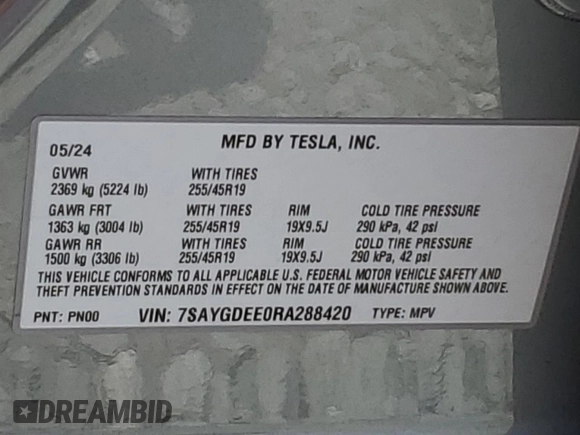 05/24 MFD BY TESLA, INC.
GVWR WITH TIRES
2369 kg (5224 lb) 255/45R19
GAWR FRT WITH TIRES RIM COLD TIRE PRESSURE
1363 kg (3004 lb) 255/45R19 19X9.5J 290 kPa, 42 psi
GAWR RR WITH TIRES RIM COLD TIRE PRESSURE
1500 kg (3306 lb) 255/45R19 19X9.5J 290 kPa, 42 psi
THIS VEHICLE CONFORMS TO ALL APPLICABLE U.S. FEDERAL MOTOR VEHICLE SAFETY AND
THEFT PREVENTION STANDARDS IN EFFECT ON THE DATE OF MANUFACTURE SHOWN ABOVE.
PNT: PN00 VIN: 7SAYGDEE0RA288420 TYPE: MPV
DREAMBID